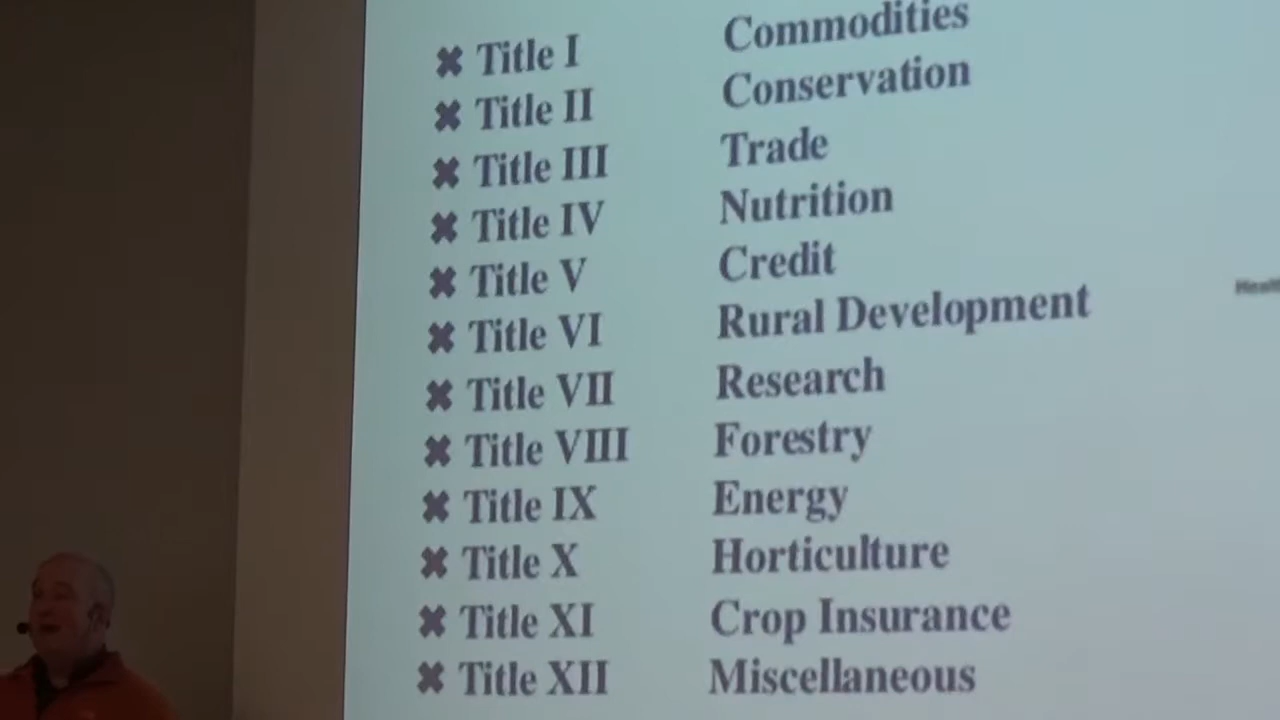 Title I Commodities
Title II Conservation
Title III Trade
Title IV Nutrition
Title V Credit
Title VI Rural Development
Title VII Research
Title VIII Forestry
Title IX Energy
Title X Horticulture
Title XI Crop Insurance
Title XII Miscellaneous